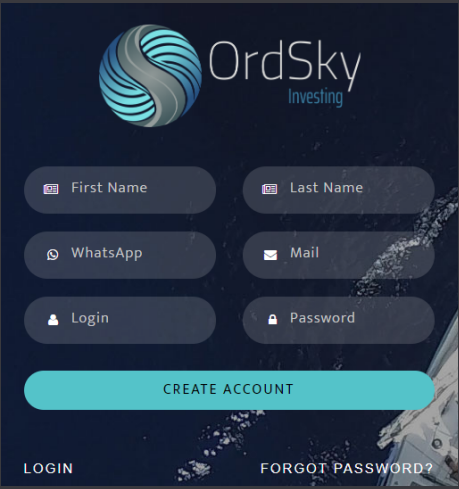 OrdSky
Investing
First Name
Last Name
WhatsApp
Mail
Login
Password
CREATE ACCOUNT
LOGIN
FORGOT PASSWORD?